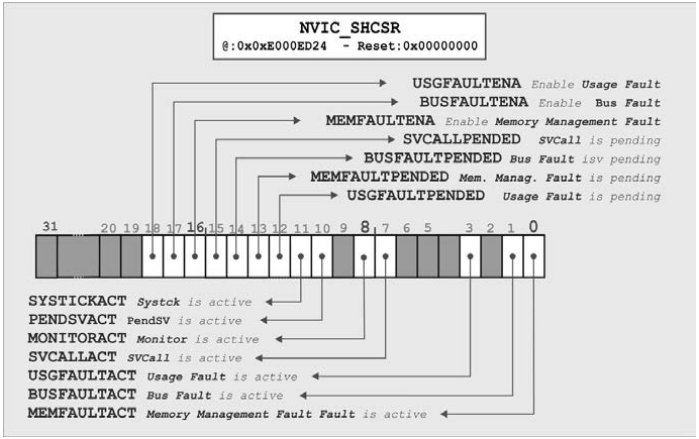 NVIC_SHCSR
@:0x0xE000ED24 - Reset:0x00000000
USGFAULTENA Enable Usage Fault
BUSFAULTENA Enable Bus Fault
MEMFAULTENA Enable Memory Management Fault
SVCALLPENDED SVCall is pending
BUSFAULTPENDED Bus Fault isv pending
MEMFAULTPENDED Mem. Manag. Fault is pending
USGFAULTPENDED Usage Fault is pending
31 20 19 18 17 16 15 14 13 12 11 10 9 8 7 6 5 3 2 1 0
SYSTICKACT Systck is active
PENDSVACT PendSV is active
MONITORACT Monitor is active
SVCALLACT SVCall is active
USGFAULTACT Usage Fault is active
BUSFAULTACT Bus Fault is active
MEMFAULTACT Memory Management Fault Fault is active